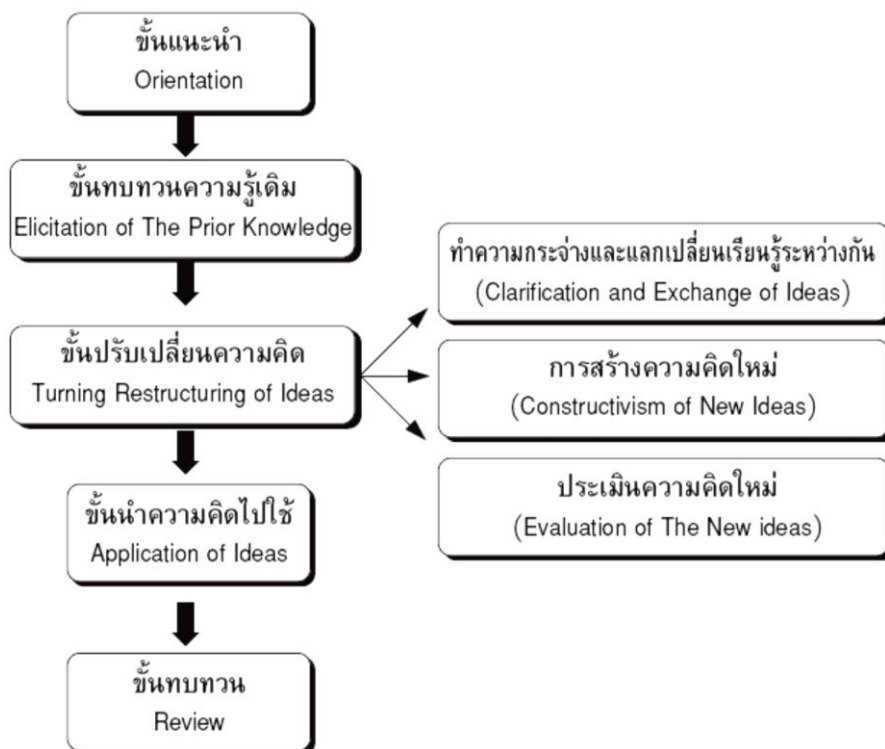 ขั้นแนะนำ
Orientation
ขั้นทบทวนความรู้เดิม
Elicitation of The Prior Knowledge
ขั้นปรับเปลี่ยนความคิด
Turning Restructuring of Ideas
ทำความกระจ่างและแลกเปลี่ยนเรียนรู้ระหว่างกัน
(Clarification and Exchange of Ideas)
การสร้างความคิดใหม่
(Constructivism of New Ideas)
ประเมินความคิดใหม่
(Evaluation of The New ideas)
ขั้นนำความคิดไปใช้
Application of Ideas
ขั้นทบทวน
Review